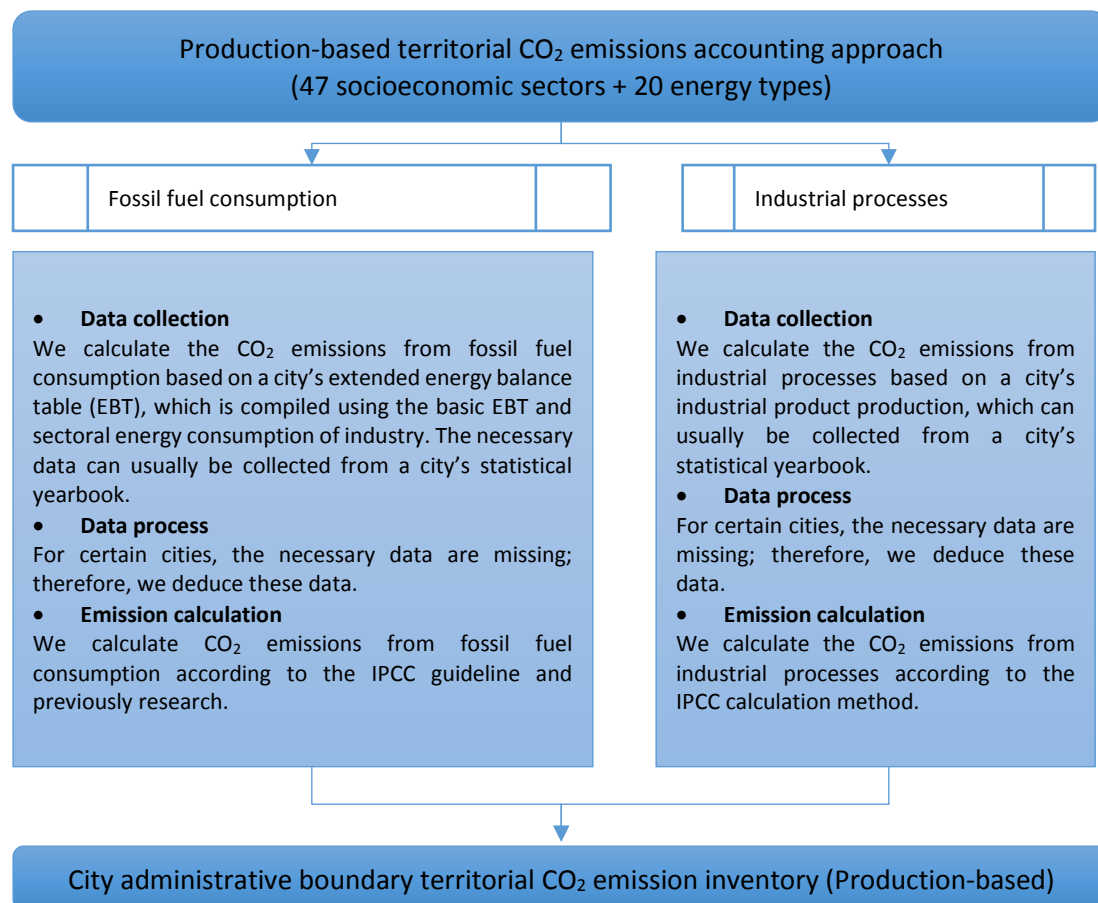 Production-based territorial CO₂ emissions accounting approach
(47 socioeconomic sectors + 20 energy types)
Fossil fuel consumption
• Data collection
We calculate the CO₂ emissions from fossil fuel
consumption based on a city's extended energy balance
table (EBT), which is compiled using the basic EBT and
sectoral energy consumption of industry. The necessary
data can usually be collected from a city's statistical
yearbook.
• Data process
For certain cities, the necessary data are missing;
therefore, we deduce these data.
• Emission calculation
We calculate CO₂ emissions from fossil fuel
consumption according to the IPCC guideline and
previously research.
Industrial processes
• Data collection
We calculate the CO₂ emissions from
industrial processes based on a city's
industrial product production, which can
usually be collected from a city's
statistical yearbook.
• Data process
For certain cities, the necessary data are
missing; therefore, we deduce these
data.
• Emission calculation
We calculate the CO₂ emissions from
industrial processes according to the
IPCC calculation method.
City administrative boundary territorial CO₂ emission inventory (Production-based)